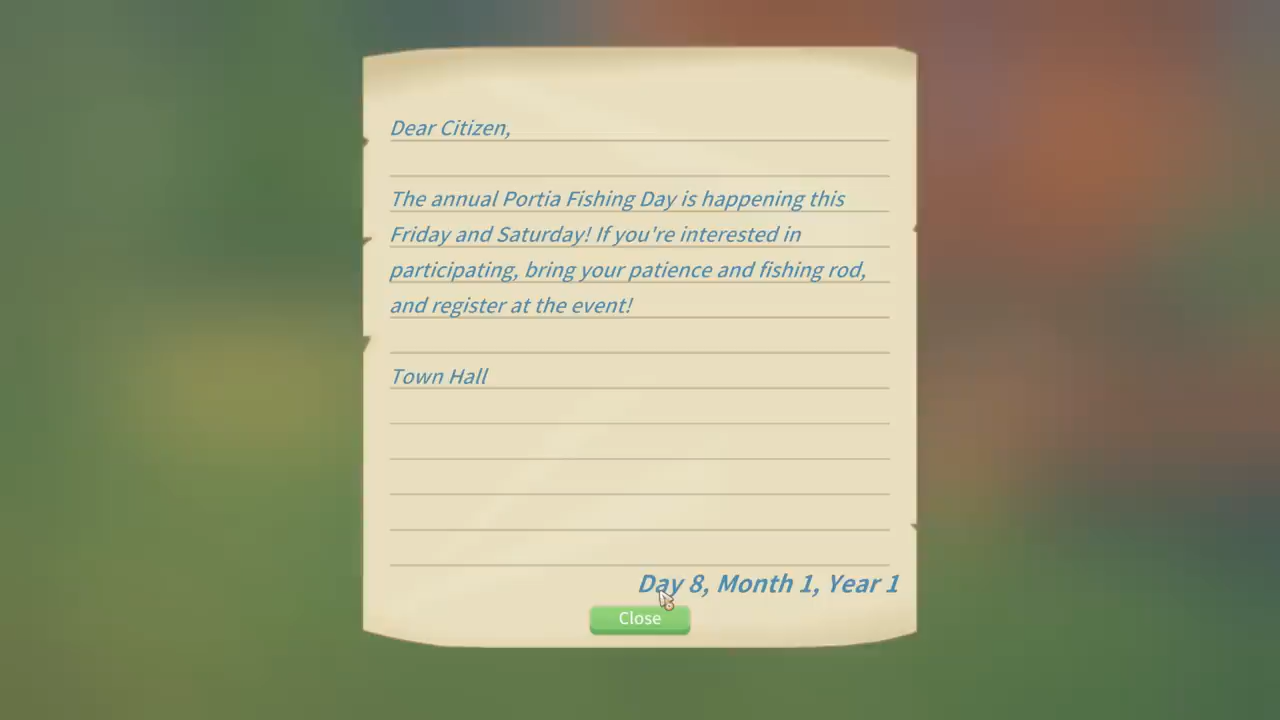 Dear Citizen,
The annual Portia Fishing Day is happening this
Friday and Saturday! If you're interested in
participating, bring your patience and fishing rod,
and register at the event!
Town Hall
Day 8, Month 1, Year 1
Close